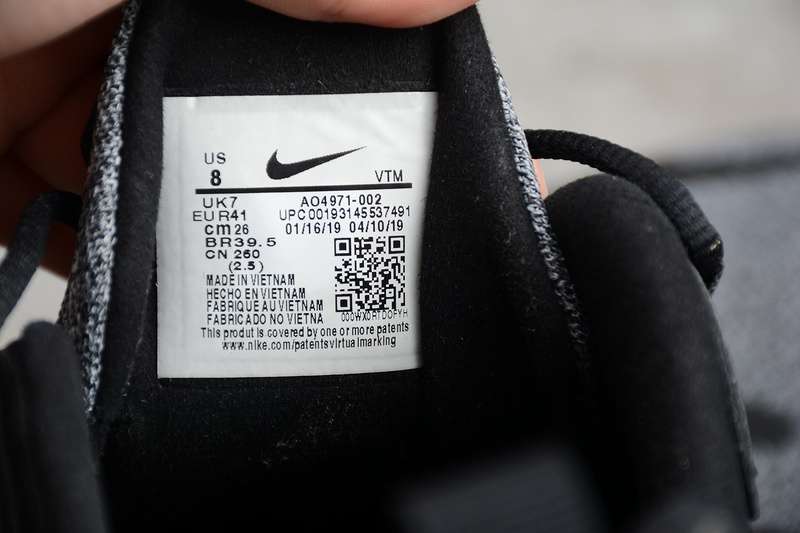 US
8
VTM
UK7 AO4971-002
EUR41 UPC00193145537491
cm26 01/16/19 04/10/19
BR39.5
CN 260
(2.5)
MADE IN VIETNAM
HECHO EN VIETNAM
FABRIQUE AU VIETNAM
FABRICADO NO VIETNA
This produt is covered by one or more patents
www.nike.com/patentsvirtualmarking